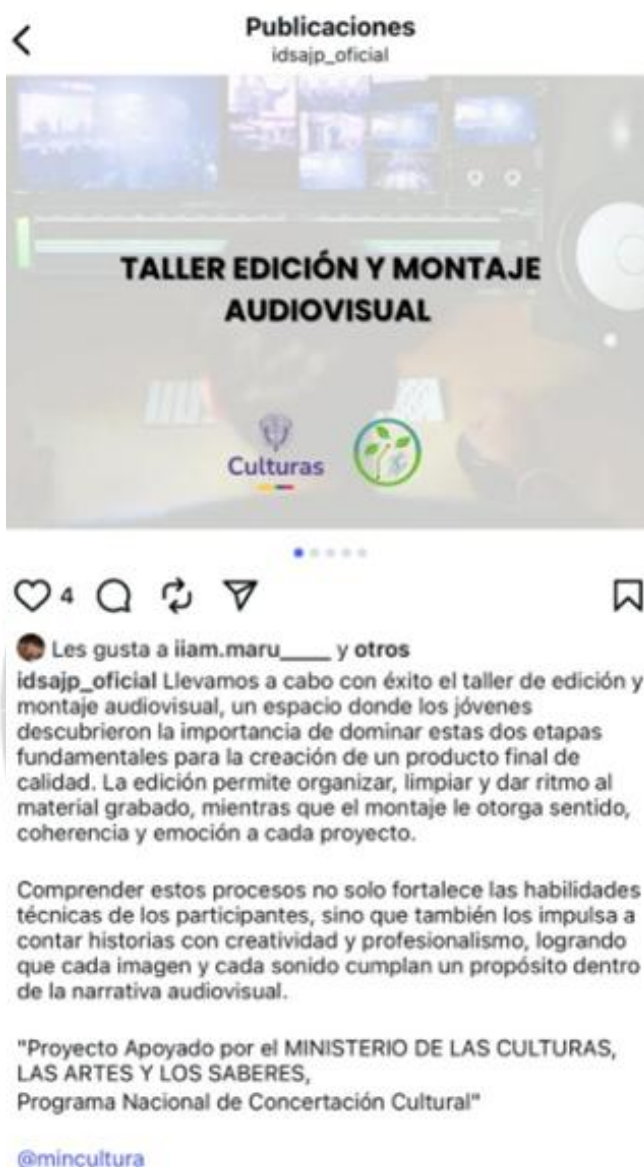 Publicaciones
idsajp_oficial
TALLER EDICIÓN Y MONTAJE
AUDIOVISUAL
Culturas
4
Les gusta a iiam.maru____ y otros
idsajp_oficial Llevamos a cabo con éxito el taller de edición y
montaje audiovisual, un espacio donde los jóvenes
descubrieron la importancia de dominar estas dos etapas
fundamentales para la creación de un producto final de
calidad. La edición permite organizar, limpiar y dar ritmo al
material grabado, mientras que el montaje le otorga sentido,
coherencia y emoción a cada proyecto.
Comprender estos procesos no solo fortalece las habilidades
técnicas de los participantes, sino que también los impulsa a
contar historias con creatividad y profesionalismo, logrando
que cada imagen y cada sonido cumplan un propósito dentro
de la narrativa audiovisual.
"Proyecto Apoyado por el MINISTERIO DE LAS CULTURAS,
LAS ARTES Y LOS SABERES,
Programa Nacional de Concertación Cultural"
@mincultura